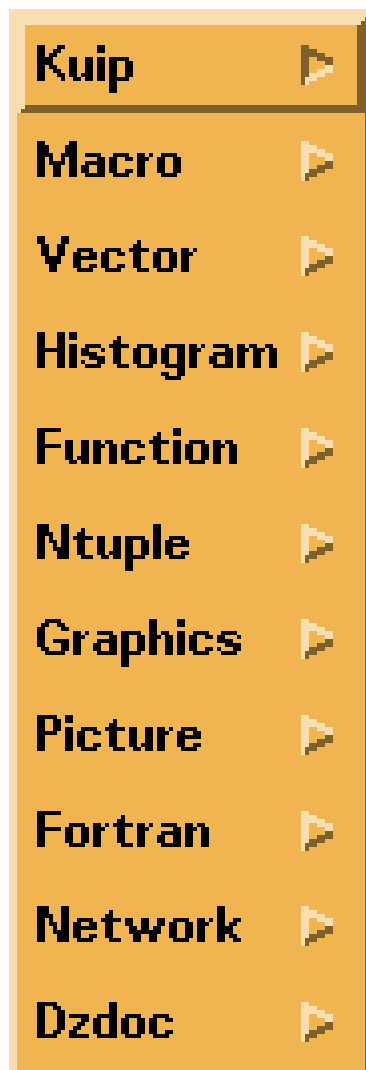 Kuip
Macro
Vector
Histogram
Function
Ntuple
Graphics
Picture
Fortran
Network
Dzdoc